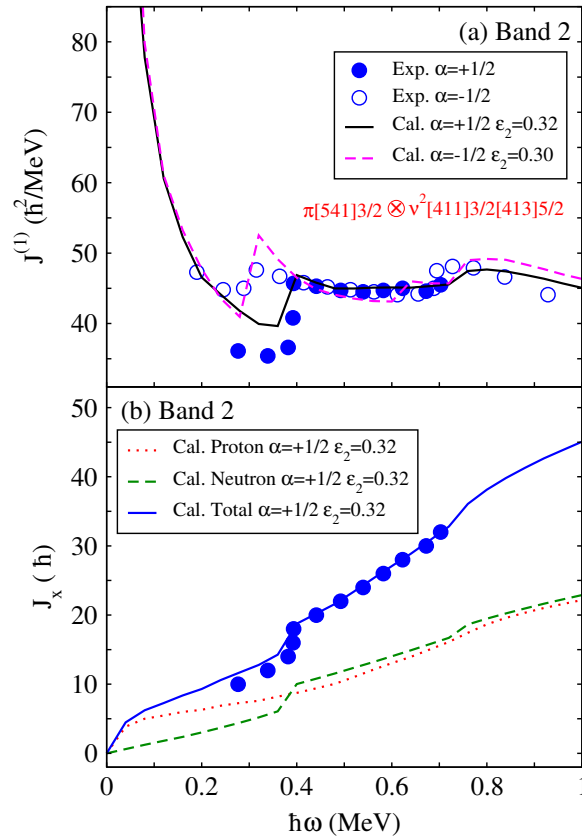 85
80
70
60
50
40
J⁽¹⁾ (ħ²/MeV)
(a) Band 2
Exp. α=+1/2
Exp. α=-1/2
Cal. α=+1/2 ε₂=0.32
Cal. α=-1/2 ε₂=0.30
π[541]3/2 ⊗ ν²[411]3/2[413]5/2
(b) Band 2
50
40
30
20
10
0
Jₓ (ħ)
Cal. Proton α=+1/2 ε₂=0.32
Cal. Neutron α=+1/2 ε₂=0.32
Cal. Total α=+1/2 ε₂=0.32
0 0.2 0.4 0.6 0.8 1
ħω (MeV)